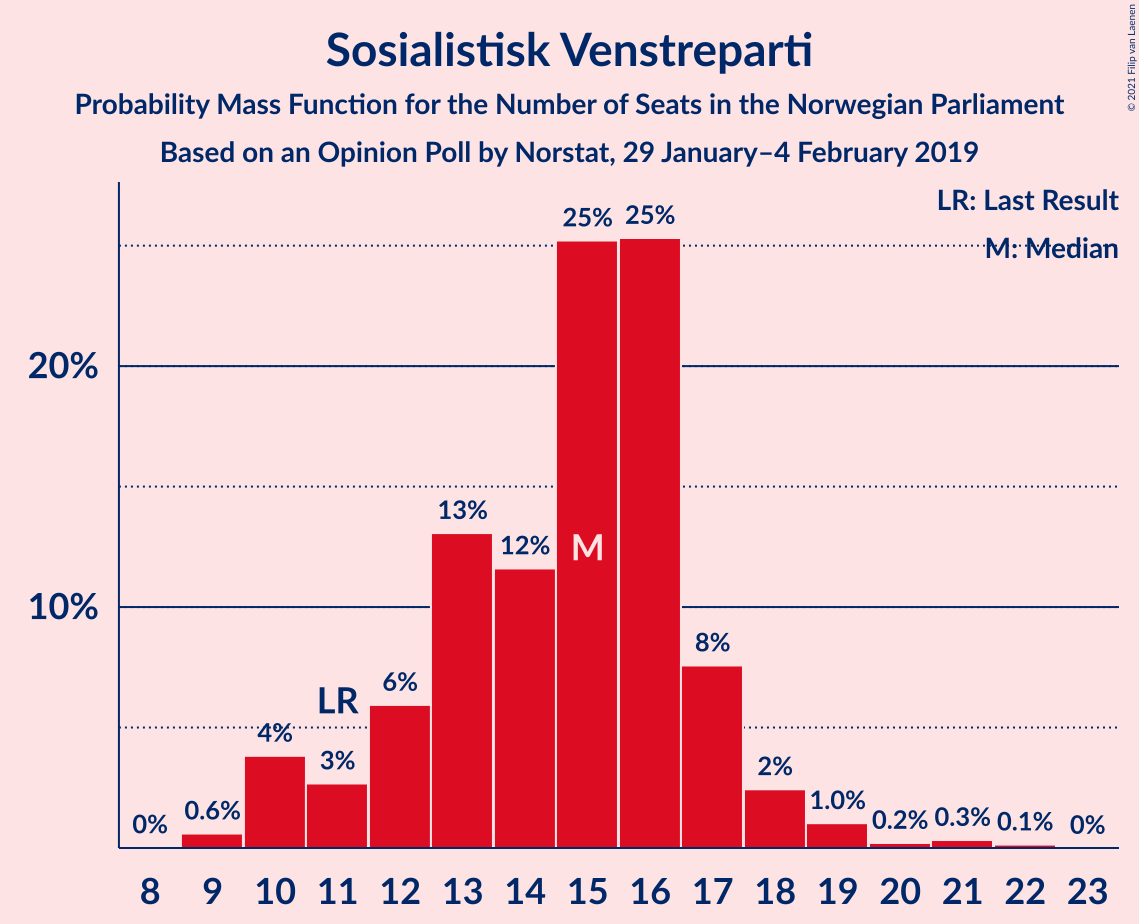 © 2021 Filip van Laenen
Sosialistisk Venstreparti
Probability Mass Function for the Number of Seats in the Norwegian Parliament
Based on an Opinion Poll by Norstat, 29 January–4 February 2019
LR: Last Result
M: Median
25% 25%
20%
13%
12%
M
10%
8%
6%
LR
4%
3%
2%
0% 0.6% 1.0% 0.2% 0.3% 0.1% 0%
8 9 10 11 12 13 14 15 16 17 18 19 20 21 22 23